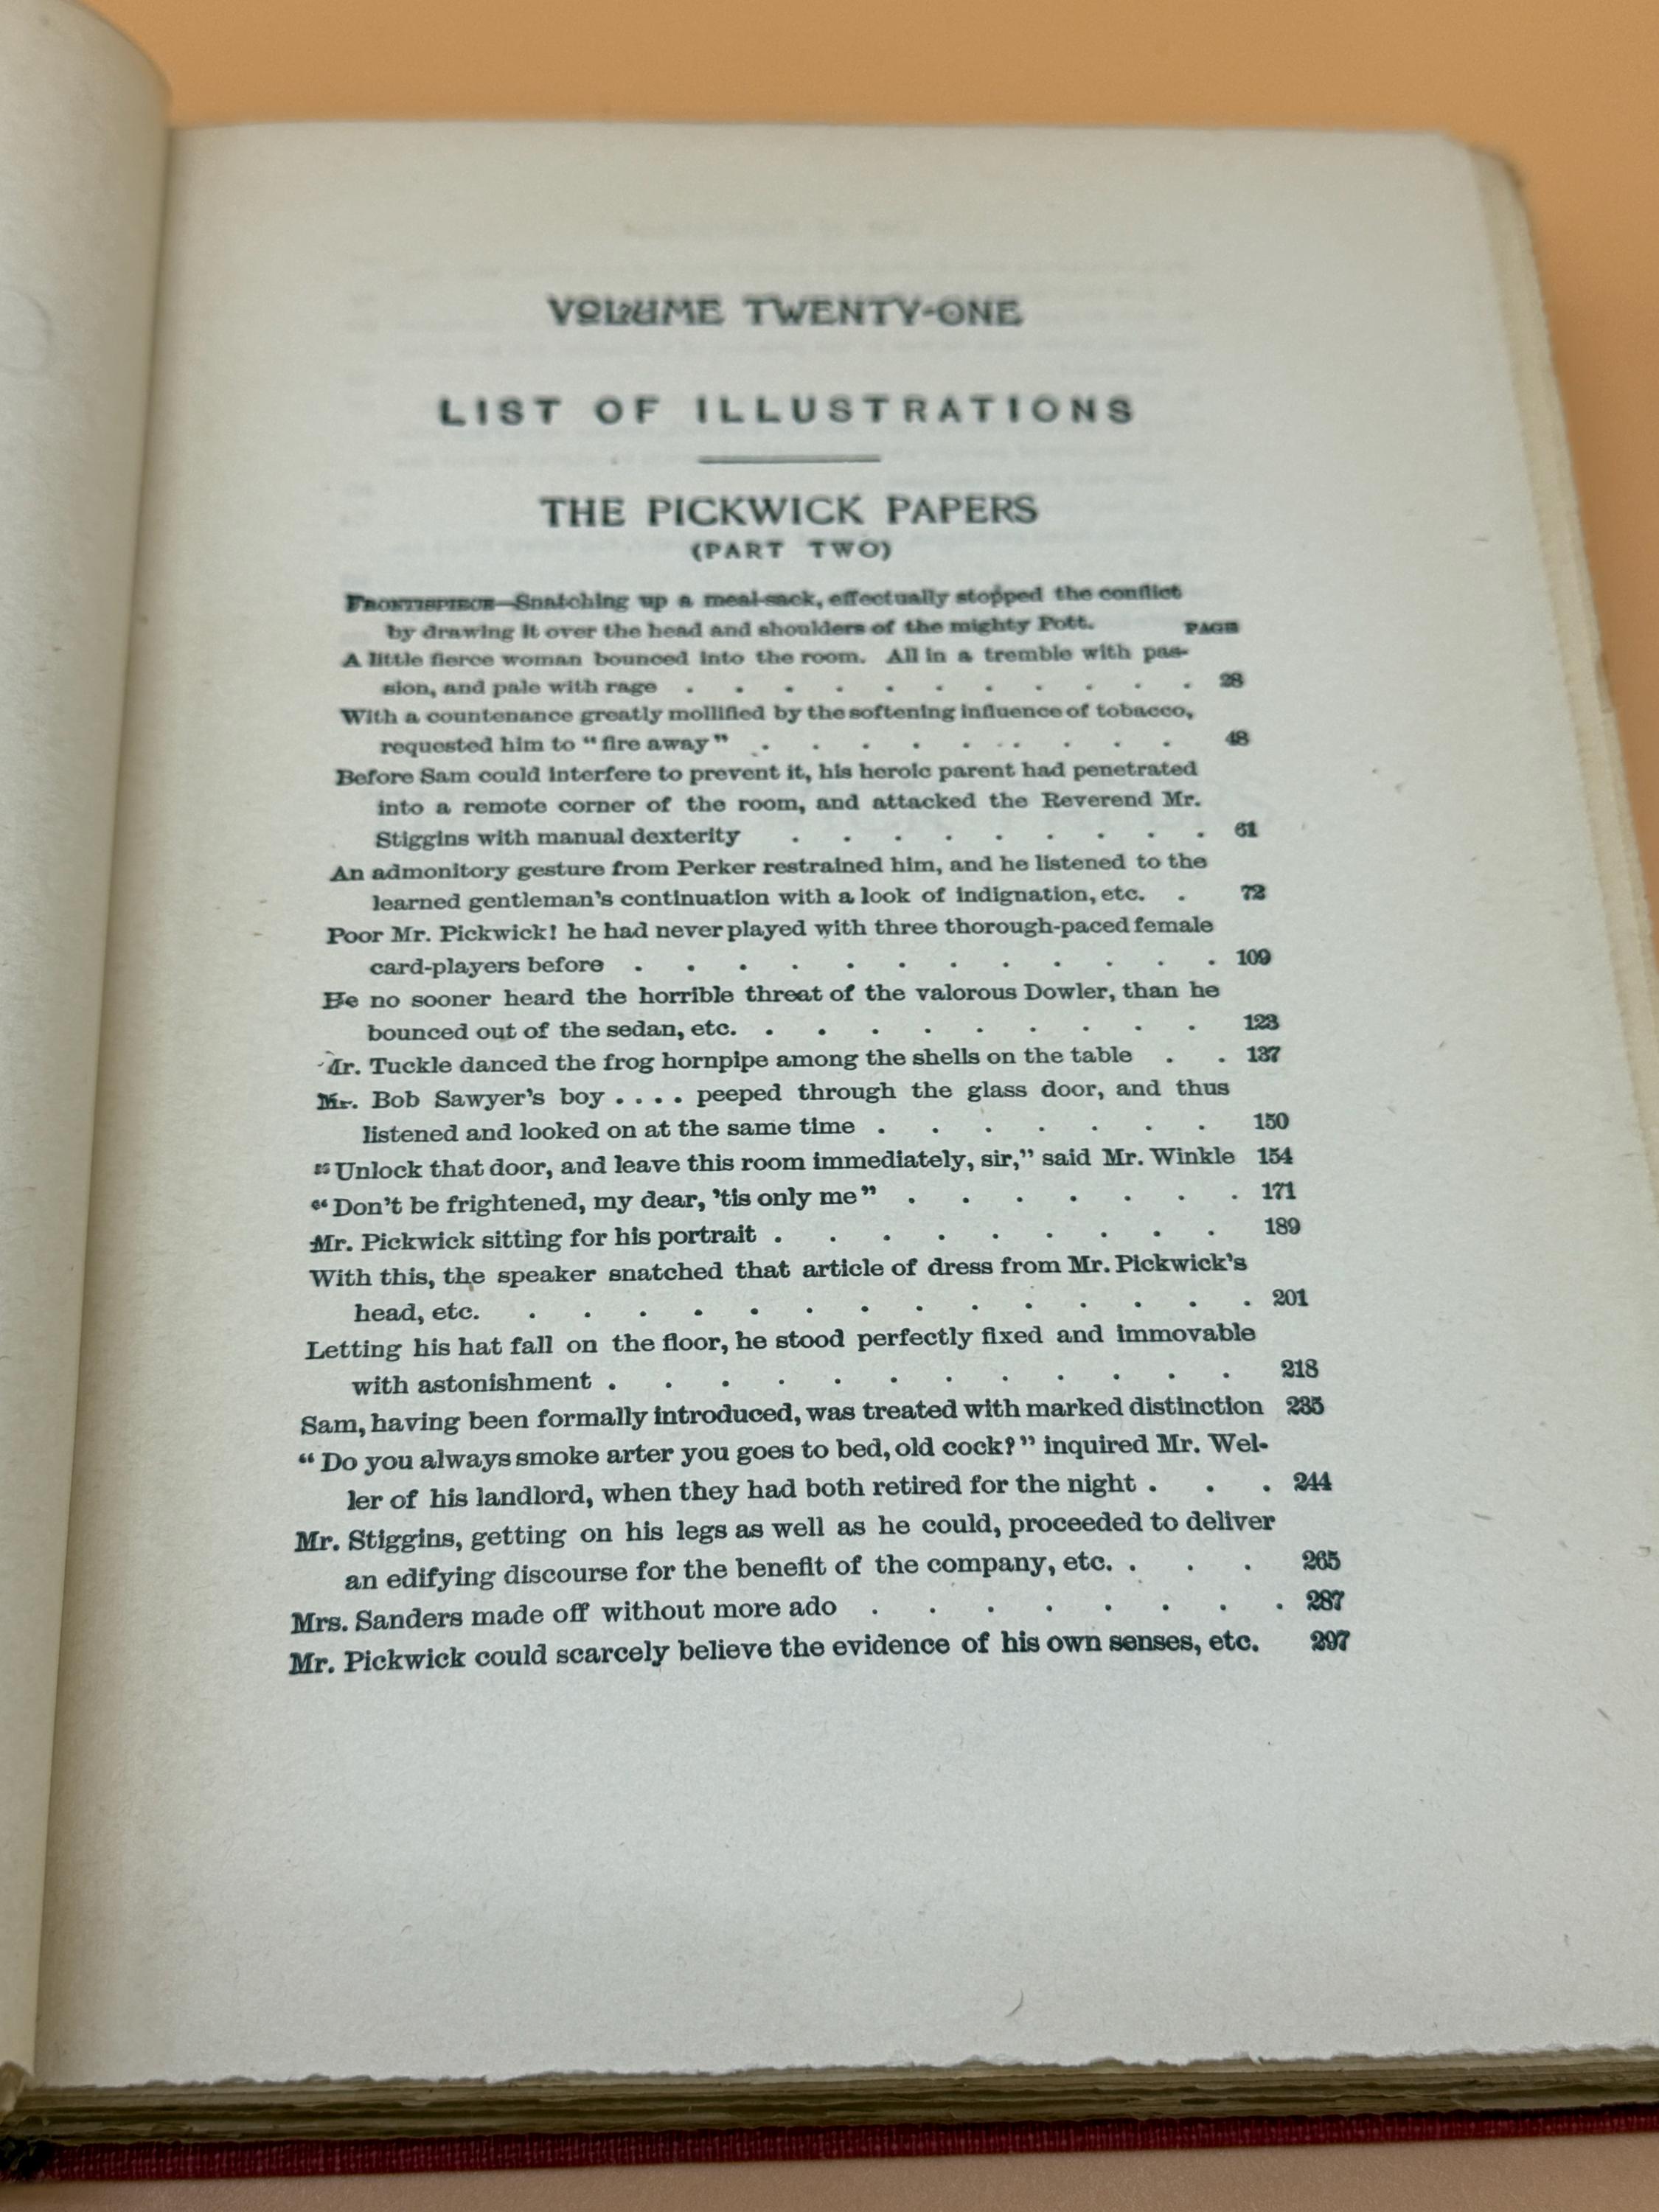 VOLUME TWENTY-ONE
LIST OF ILLUSTRATIONS
THE PICKWICK PAPERS
(PART TWO)
FRONTISPIECE—Snatching up a meal-sack, effectually stopped the conflict
by drawing it over the head and shoulders of the mighty Pott. PAGE
A little fierce woman bounced into the room. All in a tremble with pas-
sion, and pale with rage . . . . . . . . . . . 28
With a countenance greatly mollified by the softening influence of tobacco,
requested him to “fire away” . . . . . . . . . . 48
Before Sam could interfere to prevent it, his heroic parent had penetrated
into a remote corner of the room, and attacked the Reverend Mr.
Stiggins with manual dexterity . . . . . . . . . 61
An admonitory gesture from Perker restrained him, and he listened to the
learned gentleman's continuation with a look of indignation, etc. . 72
Poor Mr. Pickwick! he had never played with three thorough-paced female
card-players before . . . . . . . . . . . . 109
He no sooner heard the horrible threat of the valorous Dowler, than he
bounced out of the sedan, etc. . . . . . . . . . 123
Mr. Tuckle danced the frog hornpipe among the shells on the table . . 137
Mr. Bob Sawyer's boy . . . . peeped through the glass door, and thus
listened and looked on at the same time . . . . . . . 150
“Unlock that door, and leave this room immediately, sir,” said Mr. Winkle 154
“Don't be frightened, my dear, 'tis only me” . . . . . . . 171
Mr. Pickwick sitting for his portrait . . . . . . . . . 189
With this, the speaker snatched that article of dress from Mr. Pickwick's
head, etc. . . . . . . . . . . . . . . 201
Letting his hat fall on the floor, he stood perfectly fixed and immovable
with astonishment . . . . . . . . . . . . 218
Sam, having been formally introduced, was treated with marked distinction 235
“Do you always smoke arter you goes to bed, old cock?” inquired Mr. Wel-
ler of his landlord, when they had both retired for the night . . . 244
Mr. Stiggins, getting on his legs as well as he could, proceeded to deliver
an edifying discourse for the benefit of the company, etc. . . . 265
Mrs. Sanders made off without more ado . . . . . . . . 287
Mr. Pickwick could scarcely believe the evidence of his own senses, etc. 297